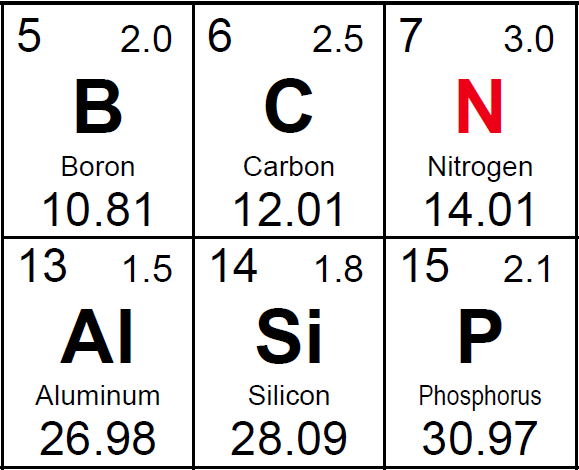 5 2.0 6 2.5 7 3.0
B C N
Boron Carbon Nitrogen
10.81 12.01 14.01
13 1.5 14 1.8 15 2.1
Al Si P
Aluminum Silicon Phosphorus
26.98 28.09 30.97